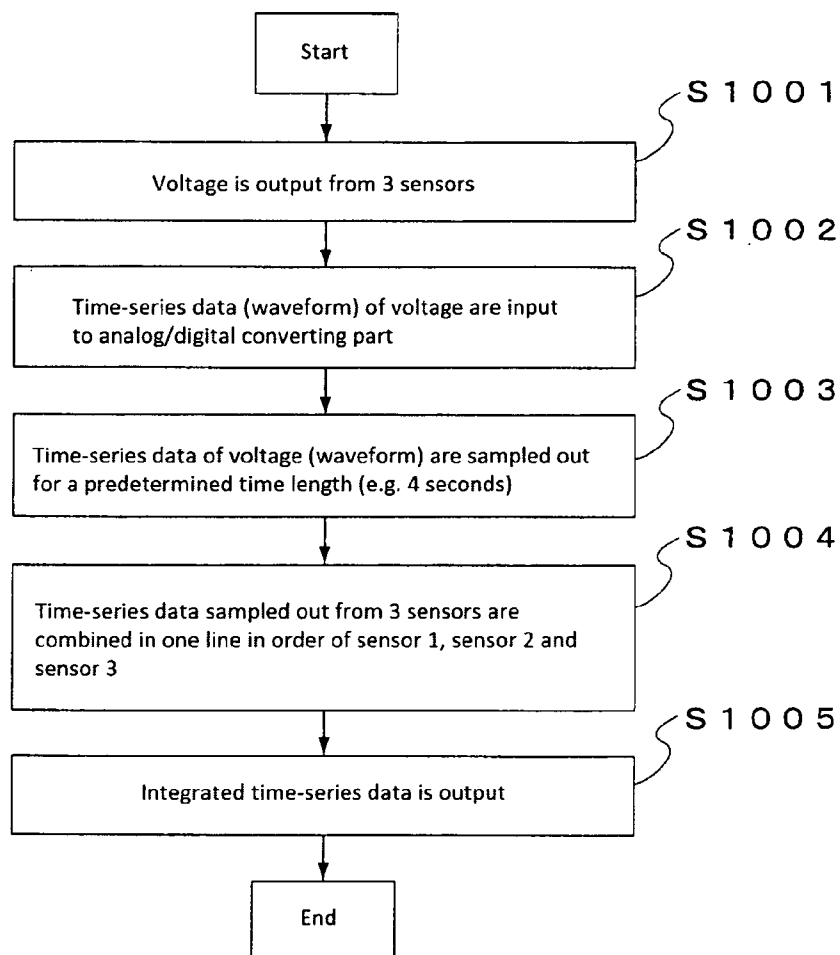 Start
S1001
Voltage is output from 3 sensors
S1002
Time-series data (waveform) of voltage are input
to analog/digital converting part
S1003
Time-series data of voltage (waveform) are sampled out
for a predetermined time length (e.g. 4 seconds)
S1004
Time-series data sampled out from 3 sensors are
combined in one line in order of sensor 1, sensor 2 and
sensor 3
S1005
Integrated time-series data is output
End